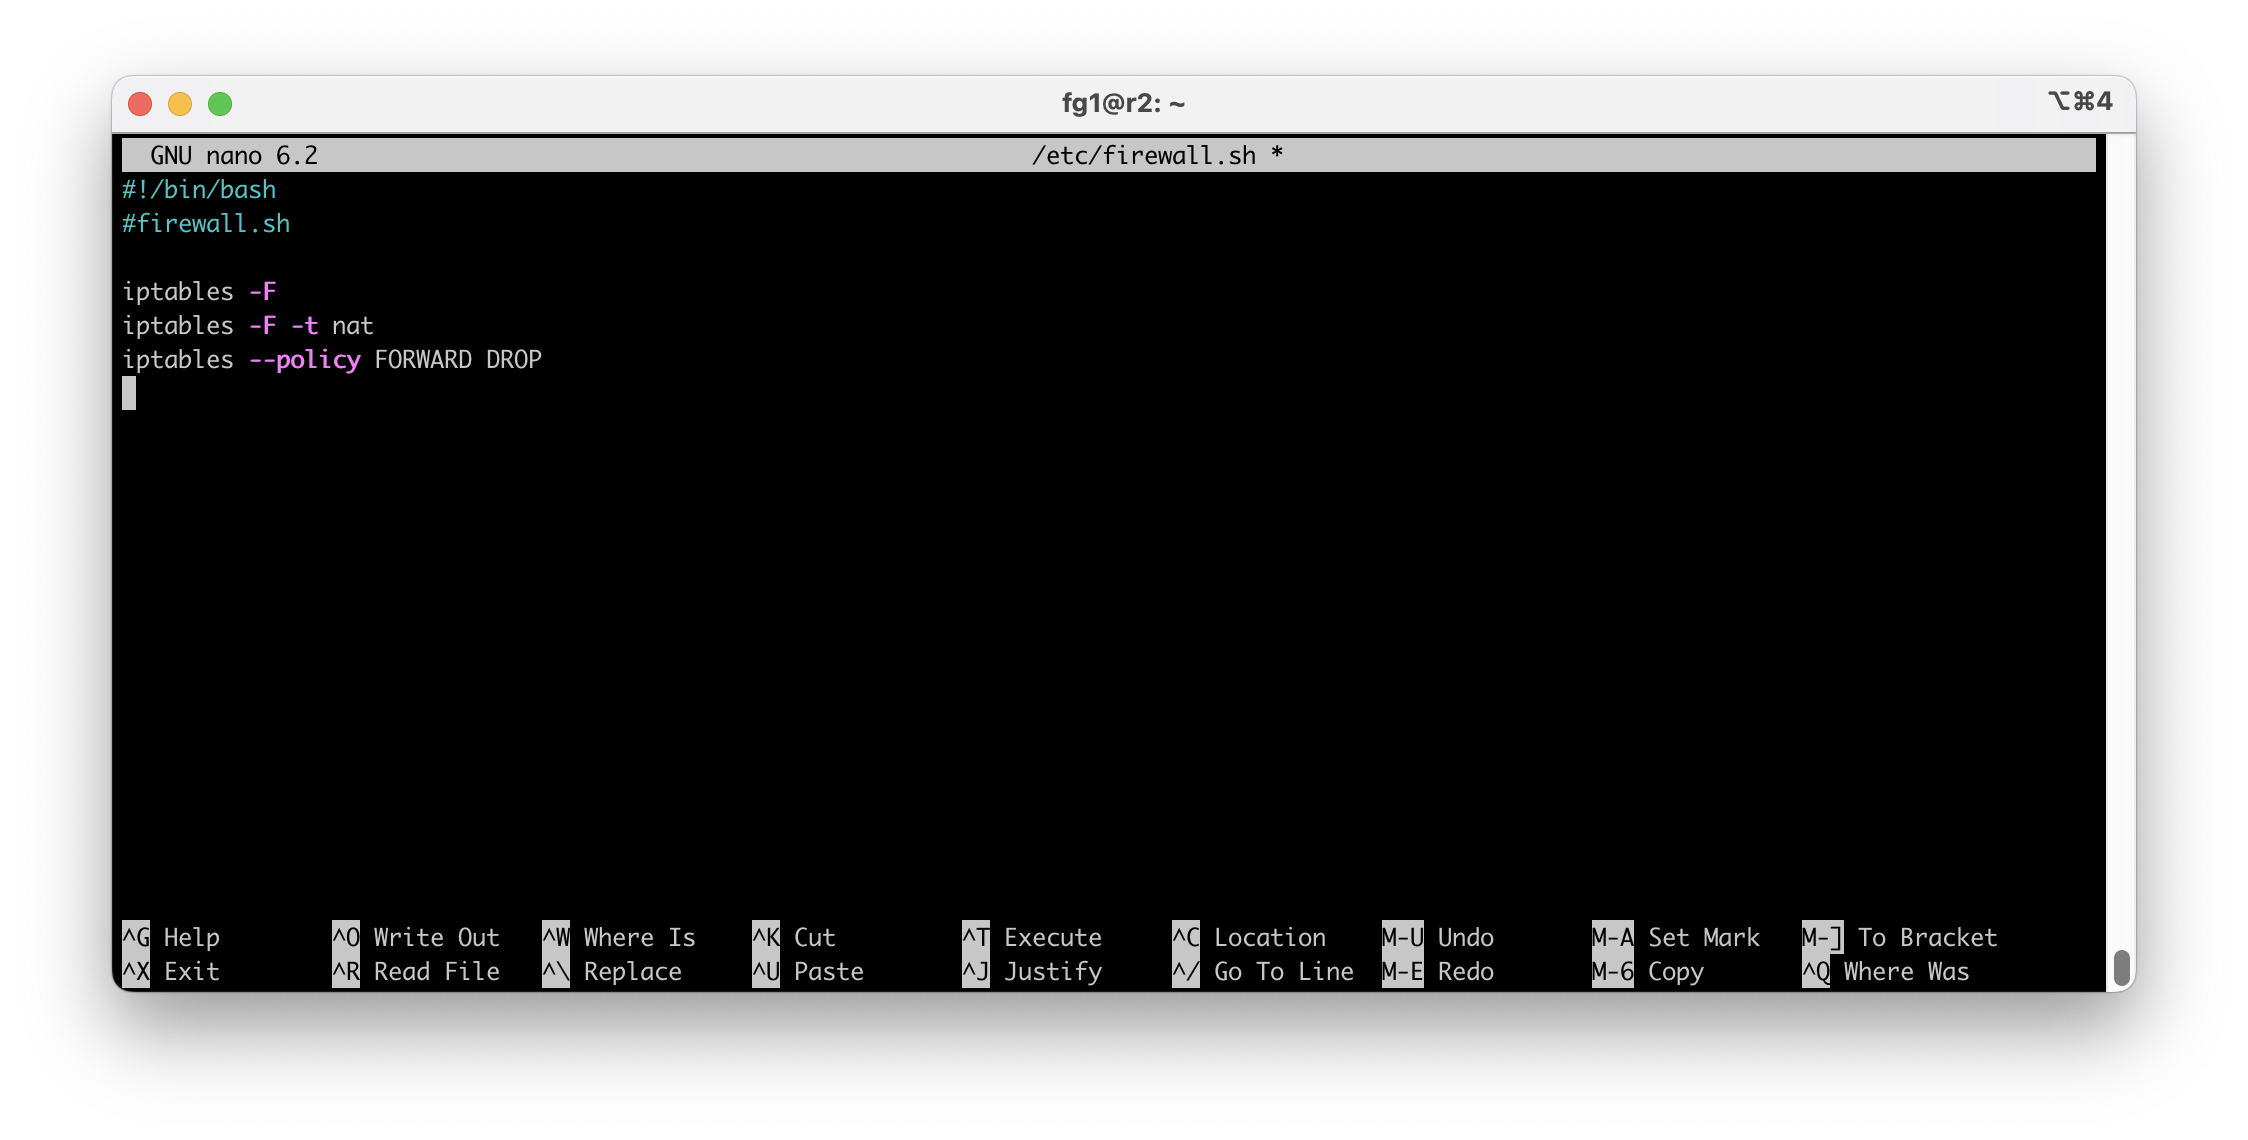 fg1@r2: ~
⌥⌘4
GNU nano 6.2 /etc/firewall.sh *
#!/bin/bash
#firewall.sh
iptables -F
iptables -F -t nat
iptables --policy FORWARD DROP
^G Help ^O Write Out ^W Where Is ^K Cut ^T Execute ^C Location M-U Undo M-A Set Mark M-] To Bracket
^X Exit ^R Read File ^\ Replace ^U Paste ^J Justify ^/ Go To Line M-E Redo M-6 Copy ^Q Where Was